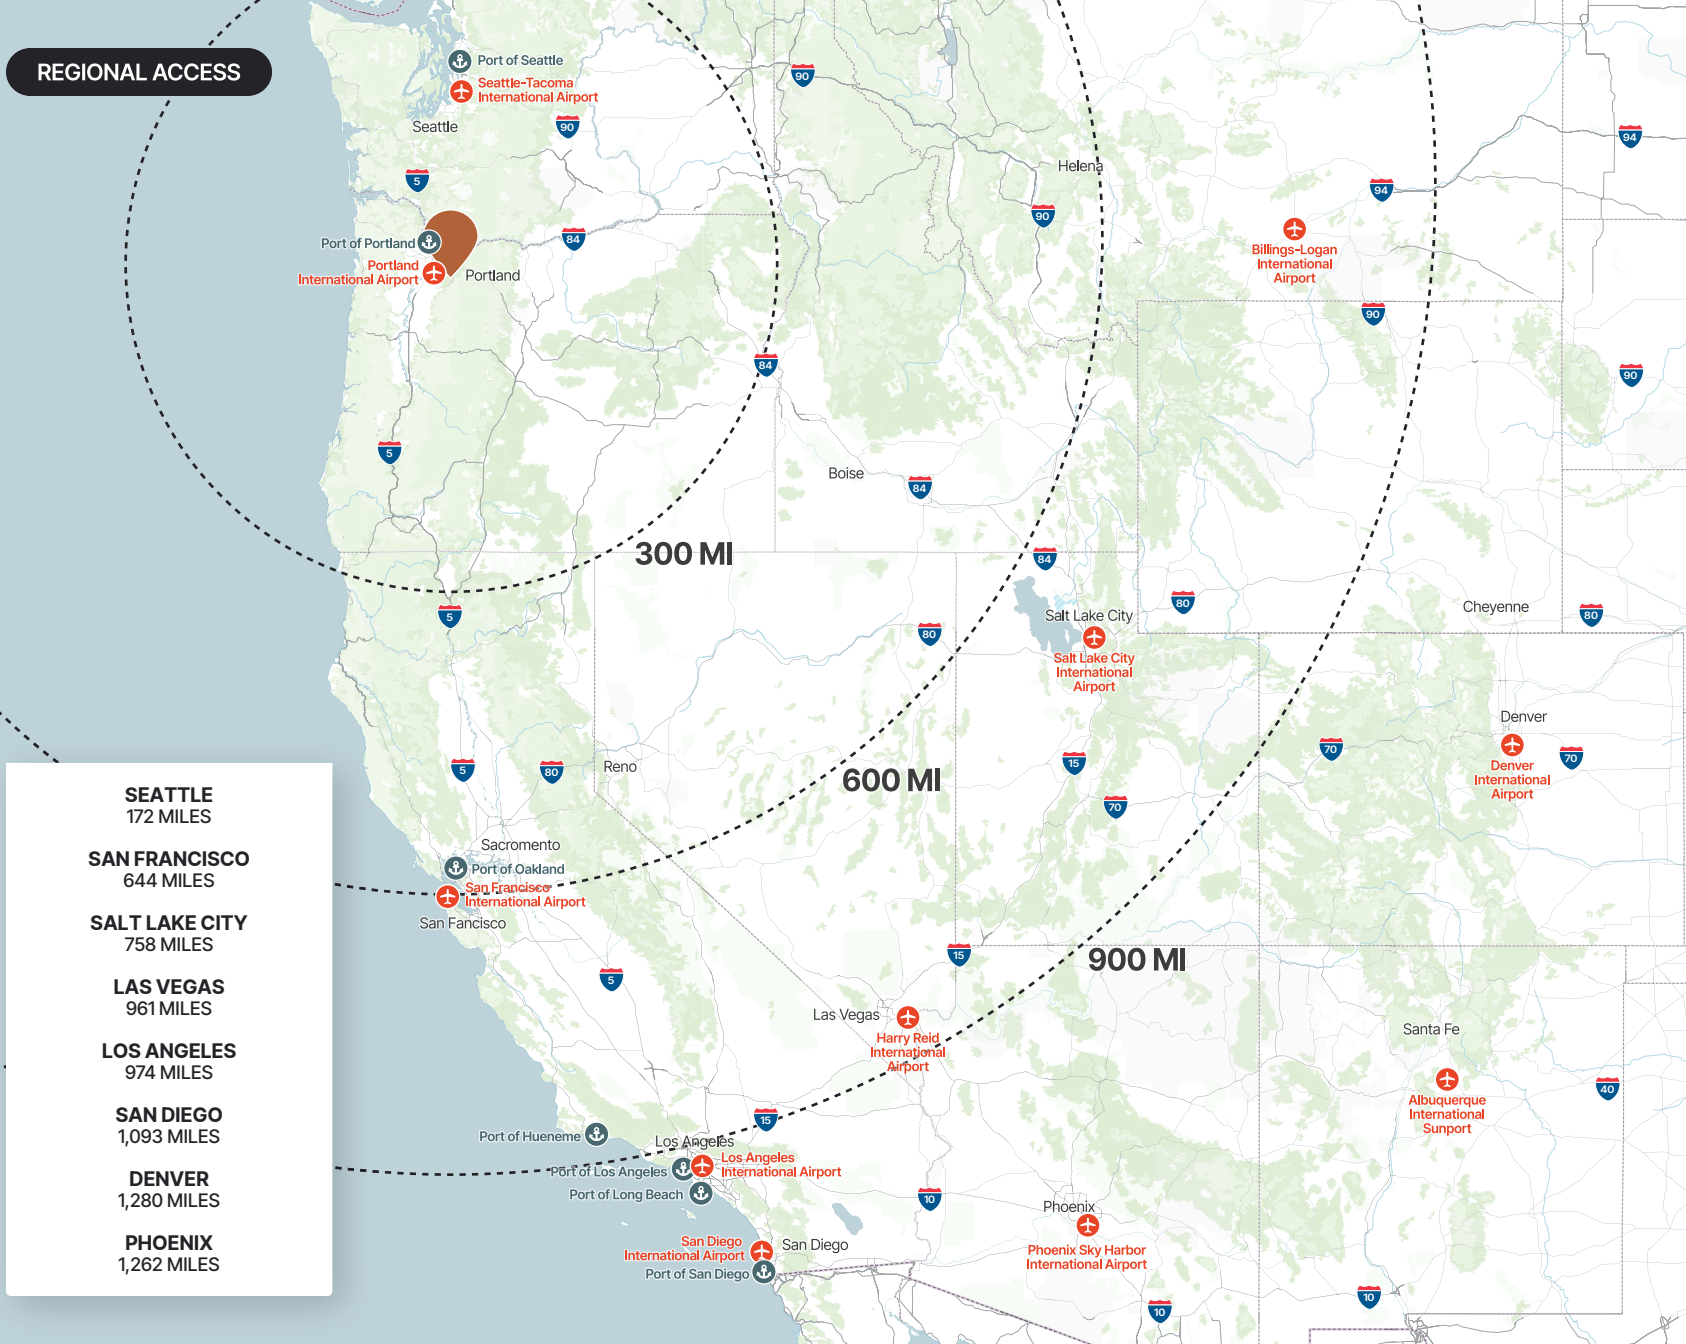 REGIONAL ACCESS
Port of Seattle
Seattle-Tacoma
International Airport
Seattle
90
90
5
94
94
Helena
90
Port of Portland
Portland
International Airport
Portland
84
Billings-Logan
International
Airport
90
84
90
5
Boise
84
300 MI
84
80
Cheyenne
80
5
80
Salt Lake City
Salt Lake City
International
Airport
Denver
Denver
International
Airport
70
70
15
70
5
80
Reno
600 MI
Sacromento
Port of Oakland
San Francisco
International Airport
San Fancisco
5
15
900 MI
Las Vegas
Harry Reid
International
Airport
Santa Fe
Albuquerque
International
Sunport
40
15
Port of Hueneme
Los Angeles
Port of Los Angeles
Los Angeles
International Airport
Port of Long Beach
10
Phoenix
Phoenix Sky Harbor
International Airport
San Diego
International Airport
San Diego
Port of San Diego
10
10
SEATTLE
172 MILES
SAN FRANCISCO
644 MILES
SALT LAKE CITY
758 MILES
LAS VEGAS
961 MILES
LOS ANGELES
974 MILES
SAN DIEGO
1,093 MILES
DENVER
1,280 MILES
PHOENIX
1,262 MILES